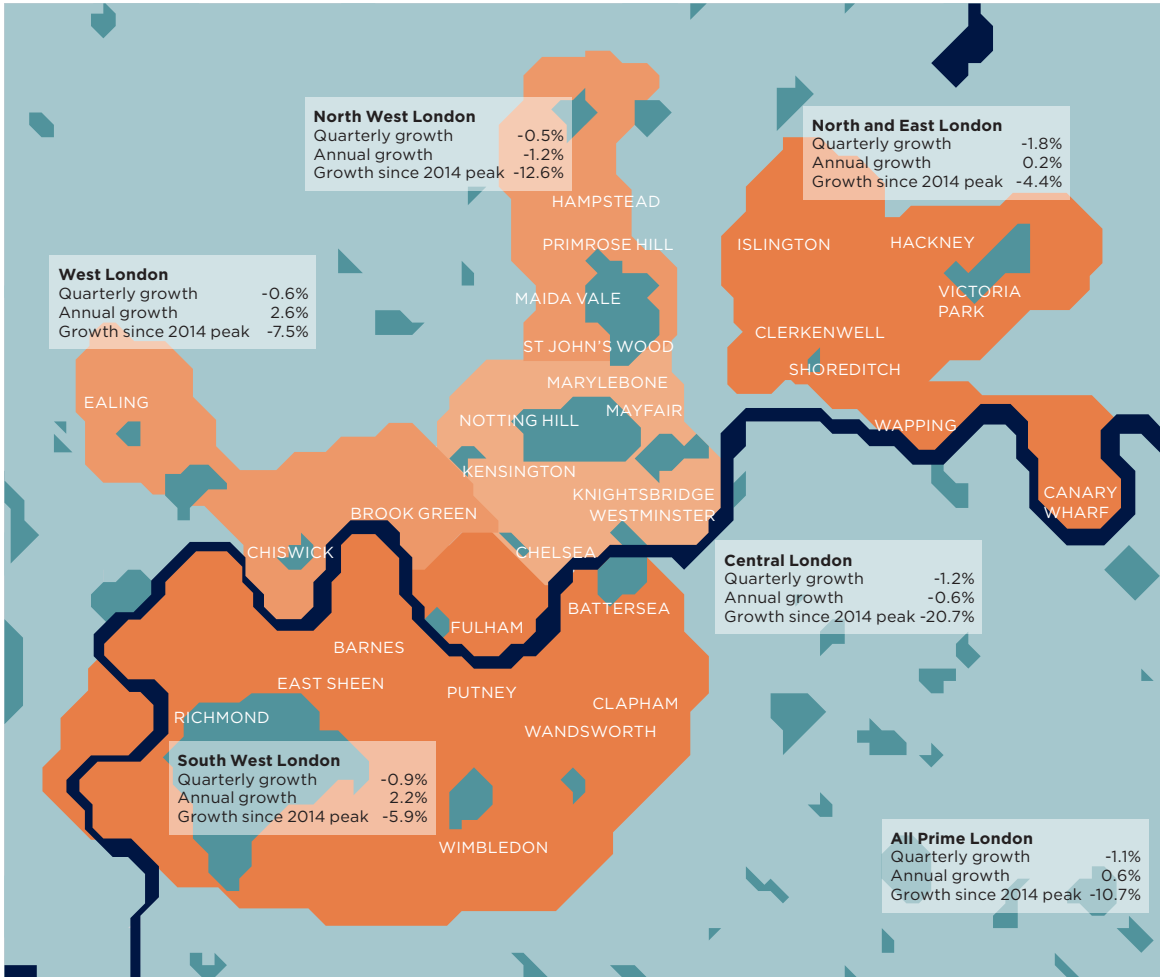 North West London
Quarterly growth -0.5%
Annual growth -1.2%
Growth since 2014 peak -12.6%
North and East London
Quarterly growth -1.8%
Annual growth 0.2%
Growth since 2014 peak -4.4%
HAMPSTEAD
PRIMROSE HILL
ISLINGTON
HACKNEY
West London
Quarterly growth -0.6%
Annual growth 2.6%
Growth since 2014 peak -7.5%
MAIDA VALE
VICTORIA
PARK
CLERKENWELL
ST JOHN'S WOOD
SHOREDITCH
MARYLEBONE
EALING
MAYFAIR
NOTTING HILL
WAPPING
KENSINGTON
KNIGHTSBRIDGE
CANARY
WHARF
WESTMINSTER
BROOK GREEN
CHISWICK
CHELSEA
Central London
Quarterly growth -1.2%
Annual growth -0.6%
Growth since 2014 peak -20.7%
BATTERSEA
FULHAM
BARNES
EAST SHEEN
PUTNEY
CLAPHAM
RICHMOND
WANDSWORTH
South West London
Quarterly growth -0.9%
Annual growth 2.2%
Growth since 2014 peak -5.9%
WIMBLEDON
All Prime London
Quarterly growth -1.1%
Annual growth 0.6%
Growth since 2014 peak -10.7%